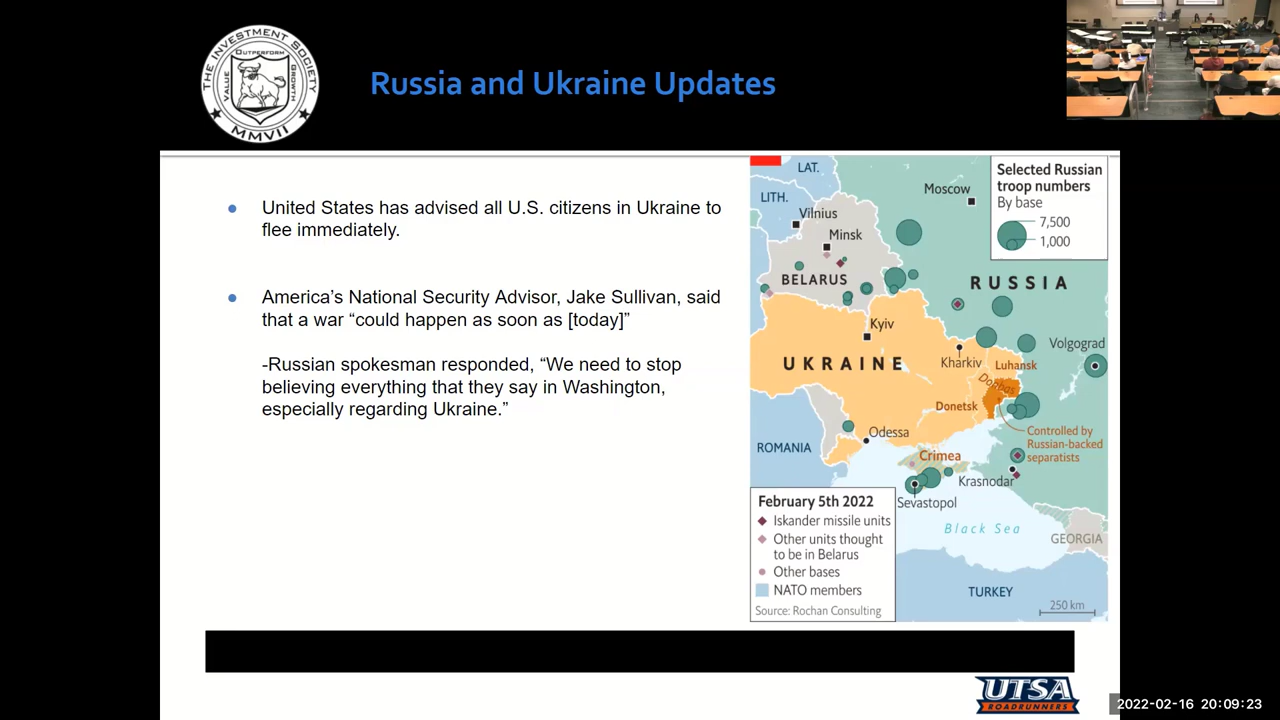 THE INVESTMENT SOCIETY
OUTPERFORM
VALUE
GROWTH
MMVII
Russia and Ukraine Updates
● United States has advised all U.S. citizens in Ukraine to
flee immediately.
● America’s National Security Advisor, Jake Sullivan, said
that a war “could happen as soon as [today]”
-Russian spokesman responded, “We need to stop
believing everything that they say in Washington,
especially regarding Ukraine.”
LAT.
LITH.
Vilnius
Minsk
BELARUS
Moscow
Selected Russian
troop numbers
By base
7,500
1,000
RUSSIA
Kyiv
UKRAINE
Kharkiv
Luhansk
Volgograd
Donbas
Donetsk
Controlled by
Russian-backed
separatists
ROMANIA
Odessa
Crimea
Krasnodar
Sevastopol
Black Sea
GEORGIA
TURKEY
250 km
February 5th 2022
Iskander missile units
Other units thought
to be in Belarus
Other bases
NATO members
Source: Rochan Consulting
UTSA
ROADRUNNERS
2022-02-16 20:09:23